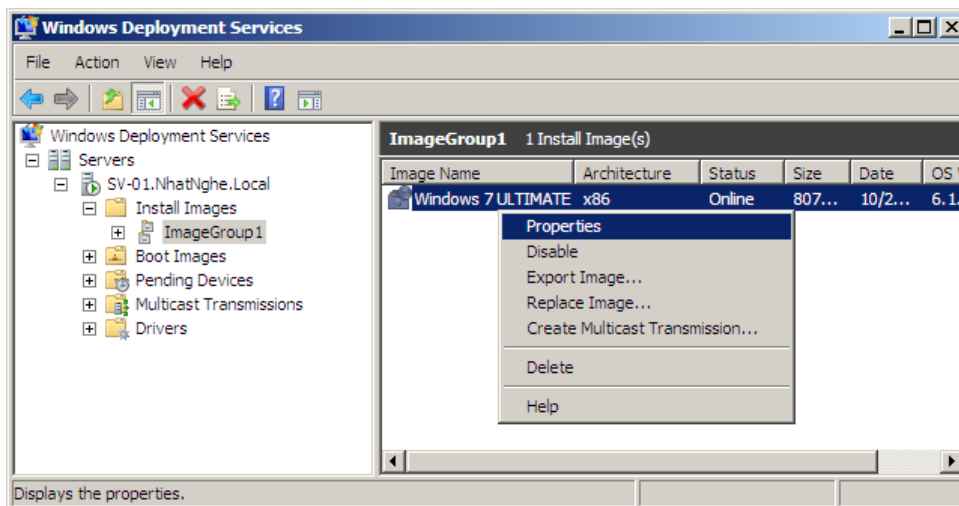 Windows Deployment Services
File Action View Help
Windows Deployment Services
Servers
SV-01.NhatNghe.Local
Install Images
ImageGroup1
Boot Images
Pending Devices
Multicast Transmissions
Drivers
ImageGroup1 1 Install Image(s)
Image Name Architecture Status Size Date OS
Windows 7 ULTIMATE x86 Online 807... 10/2... 6.1.
Properties
Disable
Export Image...
Replace Image...
Create Multicast Transmission...
Delete
Help
Displays the properties.